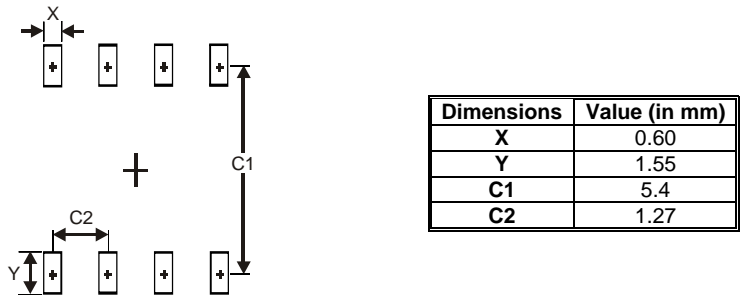 X
C1
C2
Y
Dimensions Value (in mm)
X 0.60
Y 1.55
C1 5.4
C2 1.27